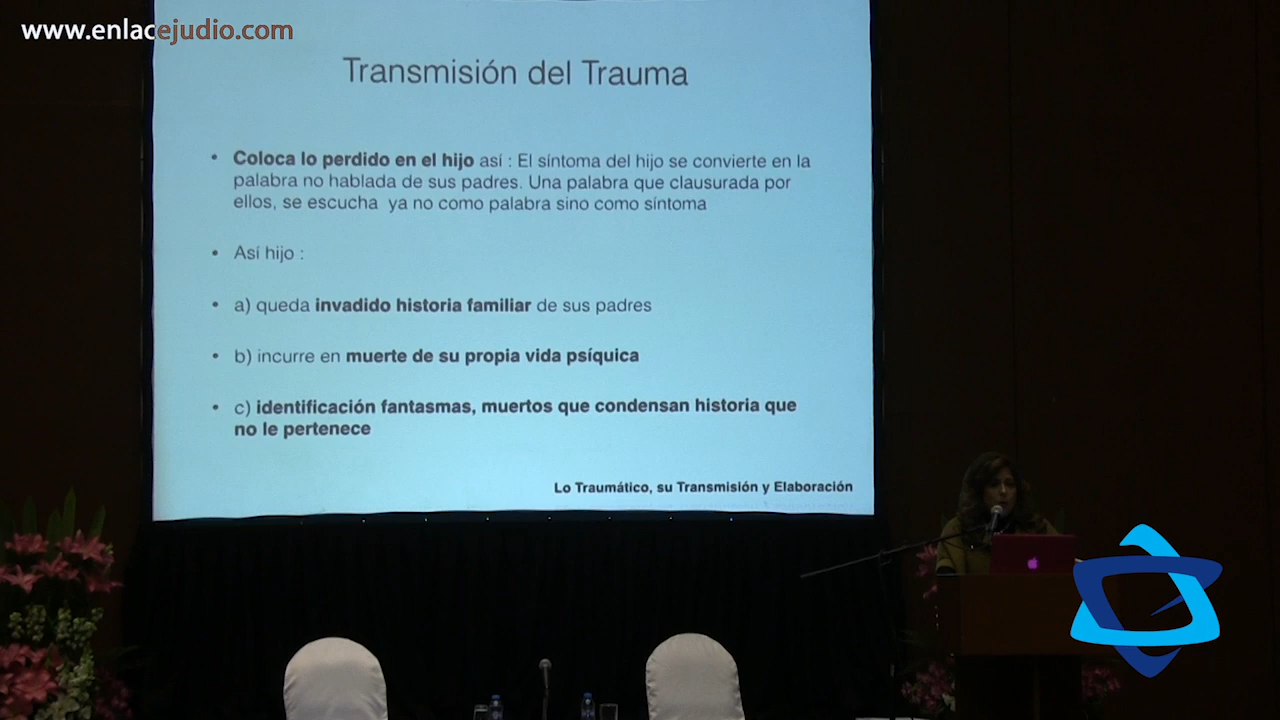 www.enlacejudio.com
Transmisión del Trauma
• Coloca lo perdido en el hijo así : El síntoma del hijo se convierte en la
palabra no hablada de sus padres. Una palabra que clausurada por
ellos, se escucha ya no como palabra sino como síntoma
• Así hijo :
• a) queda invadido historia familiar de sus padres
• b) incurre en muerte de su propia vida psíquica
• c) identificación fantasmas, muertos que condensan historia que
no le pertenece
Lo Traumático, su Transmisión y Elaboración